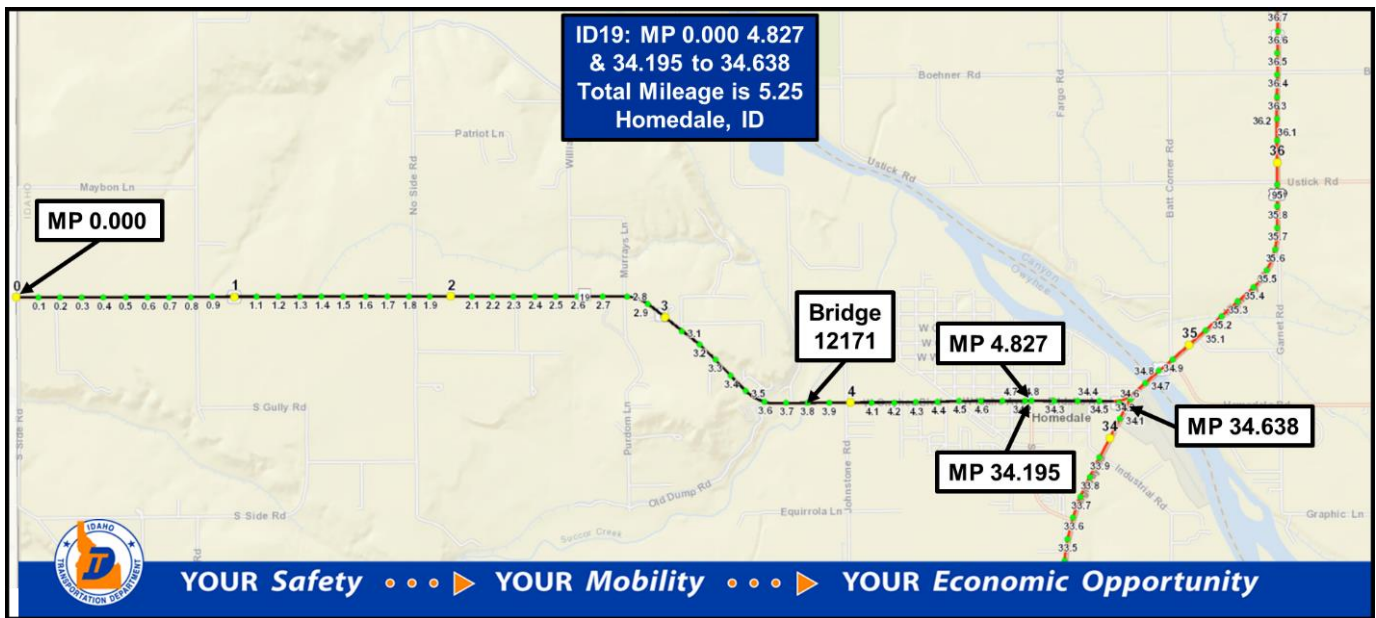 ID19: MP 0.000 4.827
& 34.195 to 34.638
Total Mileage is 5.25
Homedale, ID
36.7
36.6
36.5
36.4
36.3
36.2
36.1
36
95
35.8
35.7
35.6
35.5
35.4
35.3
35.2
35.1
35
34.9
34.8
34.7
34.6
Boehner Rd
Fargo Rd
Batt Corner Rd
Patriot Ln
No Side Rd
Maybon Ln
IDAHO
Ustick Rd
Ustick Rd
Murrays Ln
Canyon
Owyhee
Garnet Rd
MP 0.000
0
0.1
0.2
0.3
0.4
0.5
0.6
0.7
0.8
0.9
1
1.1
1.2
1.3
1.4
1.5
1.6
1.7
1.8
1.9
2
2.1
2.2
2.3
2.4
2.5
2.6
19
2.7
2.8
2.9
3
3.1
3.2
3.3
3.4
3.5
3.6
3.7
3.8
3.9
4
4.1
4.2
4.3
4.4
4.5
4.6
4.7
34.3
34.4
34.5
34.1
34
33.9
33.8
33.7
33.6
33.5
Bridge
12171
MP 4.827
MP 34.195
MP 34.638
Homedale
S Gully Rd
S Side Rd
S Side Rd
Purdom Ln
Old Dump Rd
Succor Creek
Johnstone Rd
Equirrola Ln
Industrial Rd
Graphic Ln
IDAHO
TRANSPORTATION DEPARTMENT
YOUR Safety YOUR Mobility YOUR Economic Opportunity